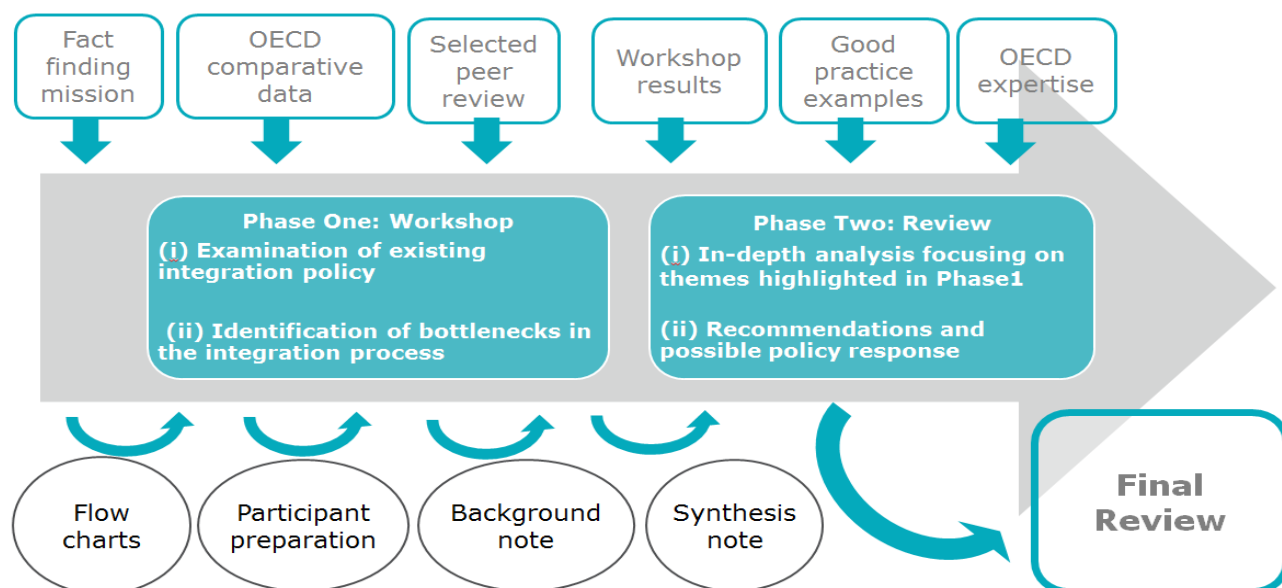 Fact
finding
mission
OECD
comparative
data
Selected
peer
review
Workshop
results
Good
practice
examples
OECD
expertise
Phase One: Workshop
(i) Examination of existing
integration policy
(ii) Identification of bottlenecks in
the integration process
Phase Two: Review
(i) In-depth analysis focusing on
themes highlighted in Phase1
(ii) Recommendations and
possible policy response
Flow
charts
Participant
preparation
Background
note
Synthesis
note
Final
Review